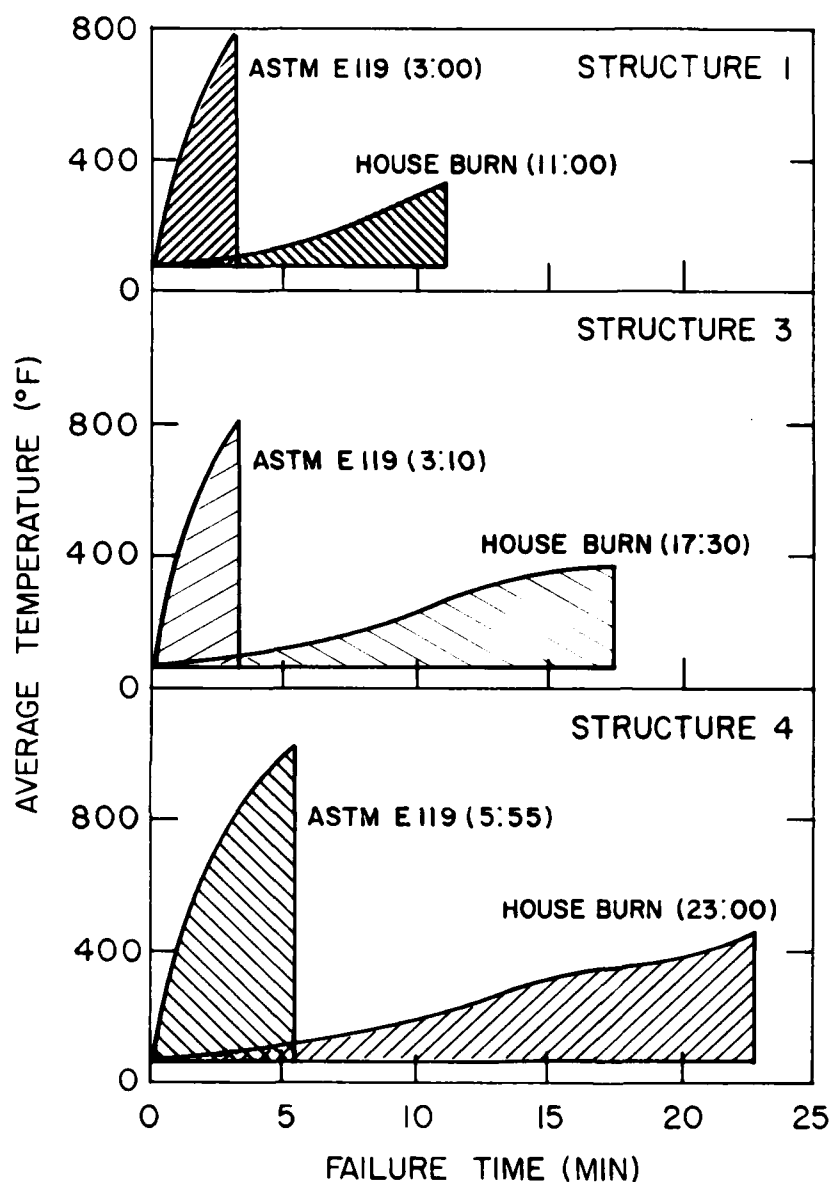 800
ASTM E119 (3:00)
STRUCTURE 1
400
HOUSE BURN (11:00)
0
STRUCTURE 3
800
ASTM E119 (3:10)
HOUSE BURN (17:30)
400
0
STRUCTURE 4
800
ASTM E119 (5:55)
HOUSE BURN (23:00)
400
0
0 5 10 15 20 25
FAILURE TIME (MIN)
AVERAGE TEMPERATURE (°F)